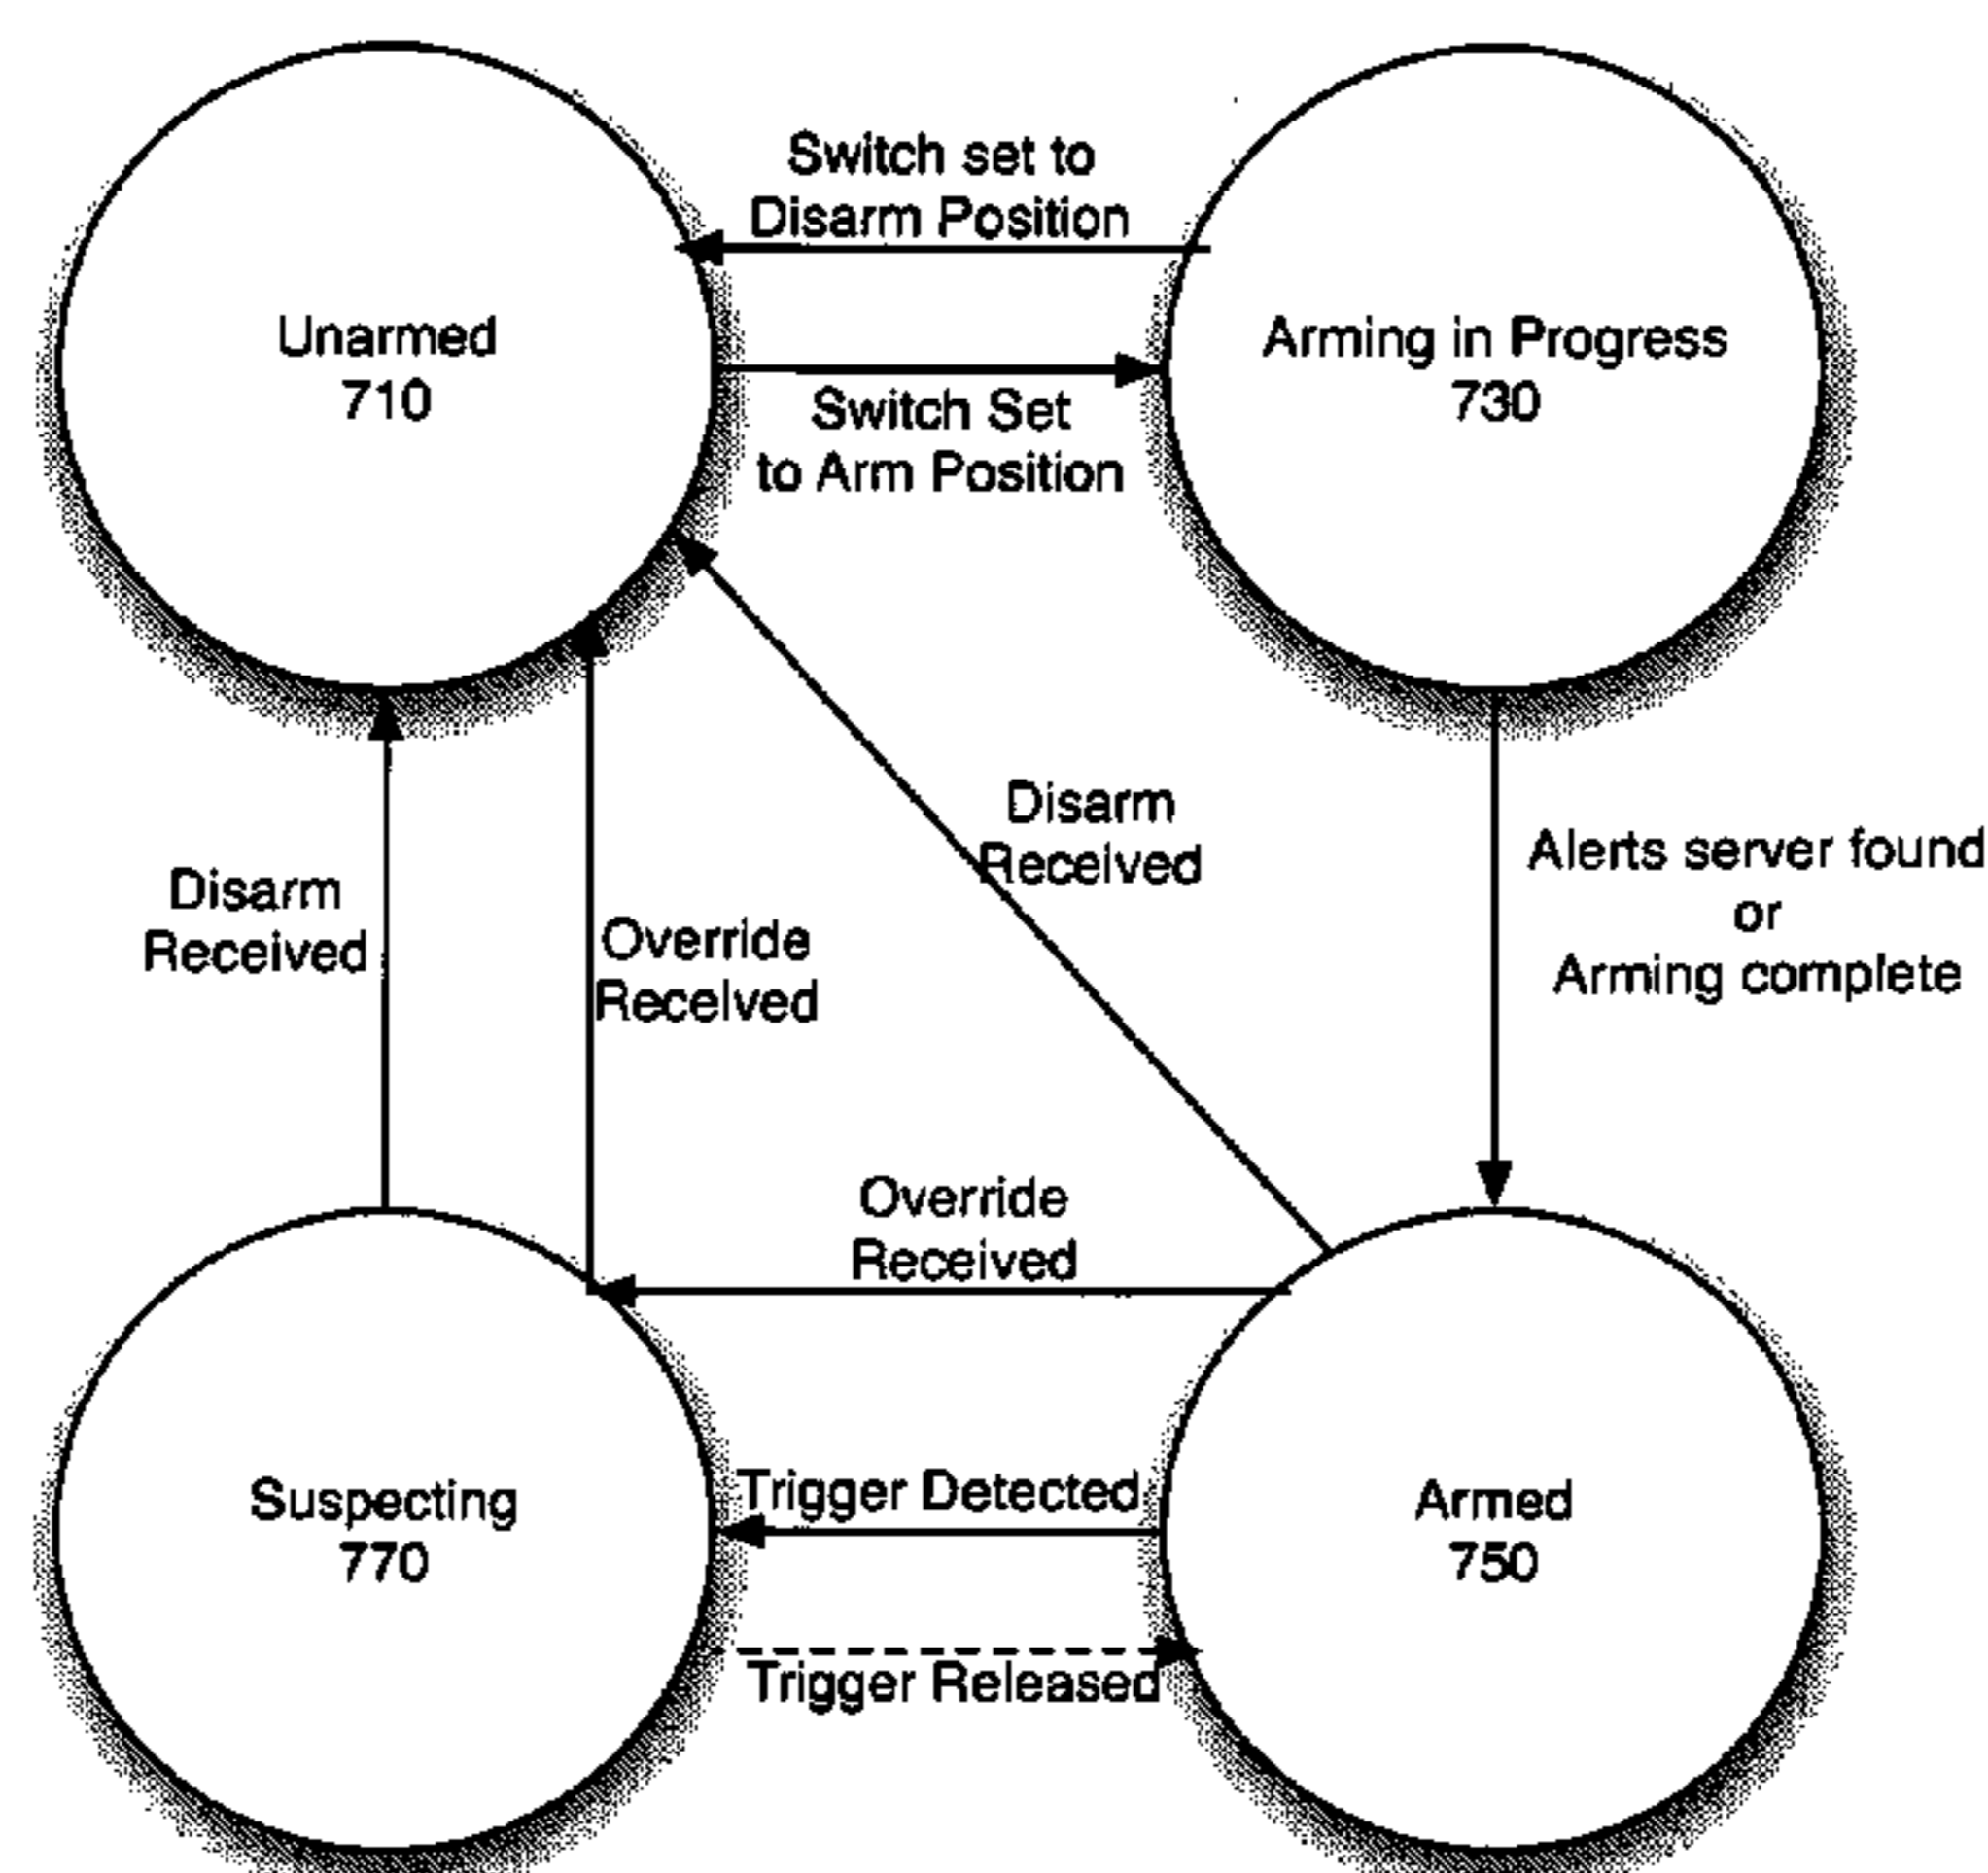 Switch set to
Disarm Position
Unarmed
710
Arming in Progress
730
Switch Set
to Arm Position
Disarm
Received
Alerts server found
or
Arming complete
Disarm
Received
Override
Received
Override
Received
Trigger Detected
Suspecting
770
Armed
750
Trigger Released